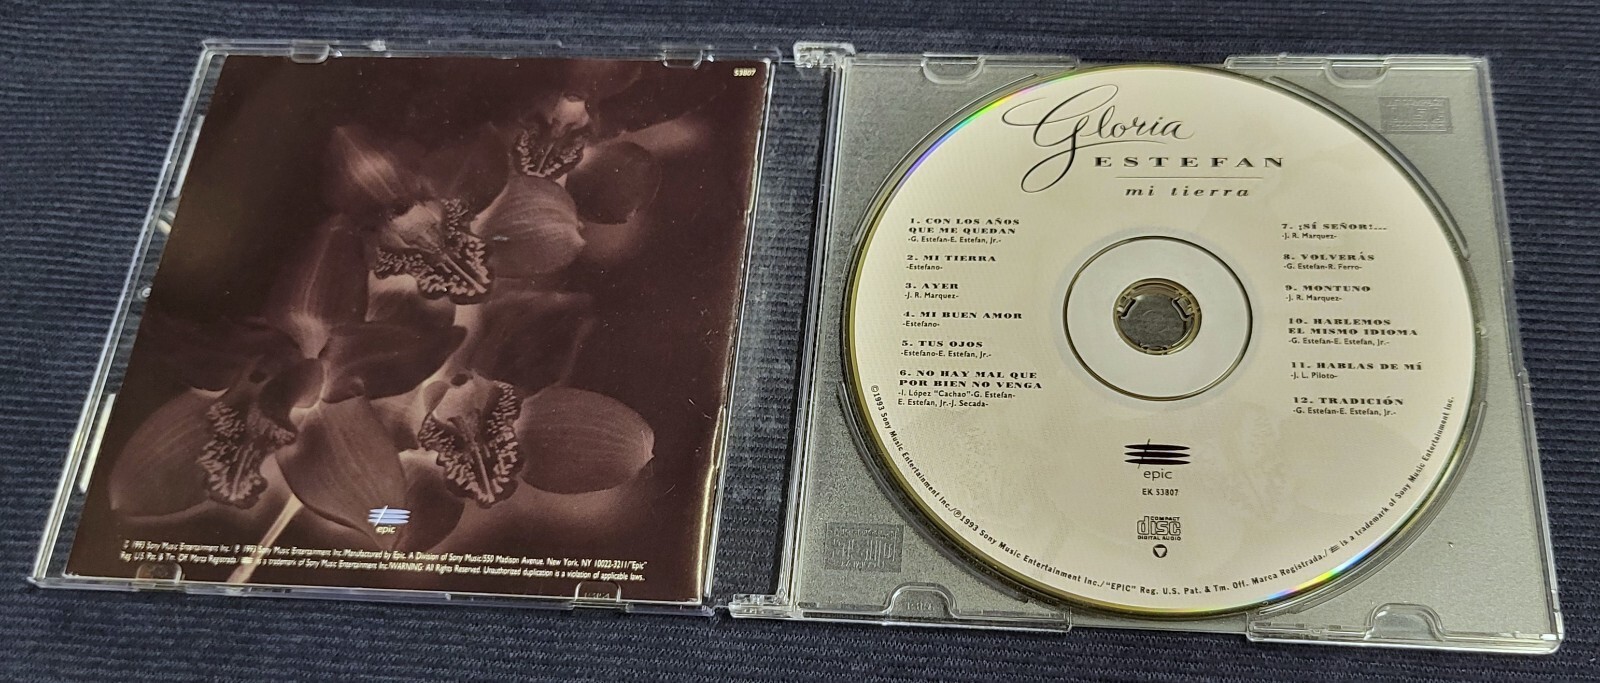 53807
epic
© 1993 Sony Music Entertainment Inc. ℗ 1993 Sony Music Entertainment Inc./Manufactured by Epic, A Division of Sony Music/550 Madison Avenue, New York, NY 10022-3211/"Epic"
Reg. U.S. Pat. & Tm. Off. Marca Registrada. is a trademark of Sony Music Entertainment Inc./WARNING: All Rights Reserved. Unauthorized duplication is a violation of applicable laws.
Gloria
ESTEFAN
mi tierra
1. CON LOS AÑOS
QUE ME QUEDAN
-G. Estefan-E. Estefan, Jr.-
2. MI TIERRA
-Estefano-
3. AYER
-J. R. Marquez-
4. MI BUEN AMOR
-Estefano-
5. TUS OJOS
-Estefano-E. Estefan, Jr.-
6. NO HAY MAL QUE
POR BIEN NO VENGA
-I. López "Cachao"-G. Estefan-
E. Estefan, Jr.-J. Secada-
7. ¡SÍ SEÑOR!...
-J. R. Marquez-
8. VOLVERÁS
-G. Estefan-R. Ferro-
9. MONTUNO
-J. R. Marquez-
10. HABLEMOS
EL MISMO IDIOMA
-G. Estefan-E. Estefan, Jr.-
11. HABLAS DE MÍ
-J. L. Piloto-
12. TRADICIÓN
-G. Estefan-E. Estefan, Jr.-
epic
EK 53807
COMPACT
disc
DIGITAL AUDIO
© 1993 Sony Music Entertainment Inc./℗ 1993 Sony Music Entertainment Inc./"EPIC" Reg. U.S. Pat. & Tm. Off. Marca Registrada./ is a trademark of Sony Music Entertainment Inc.